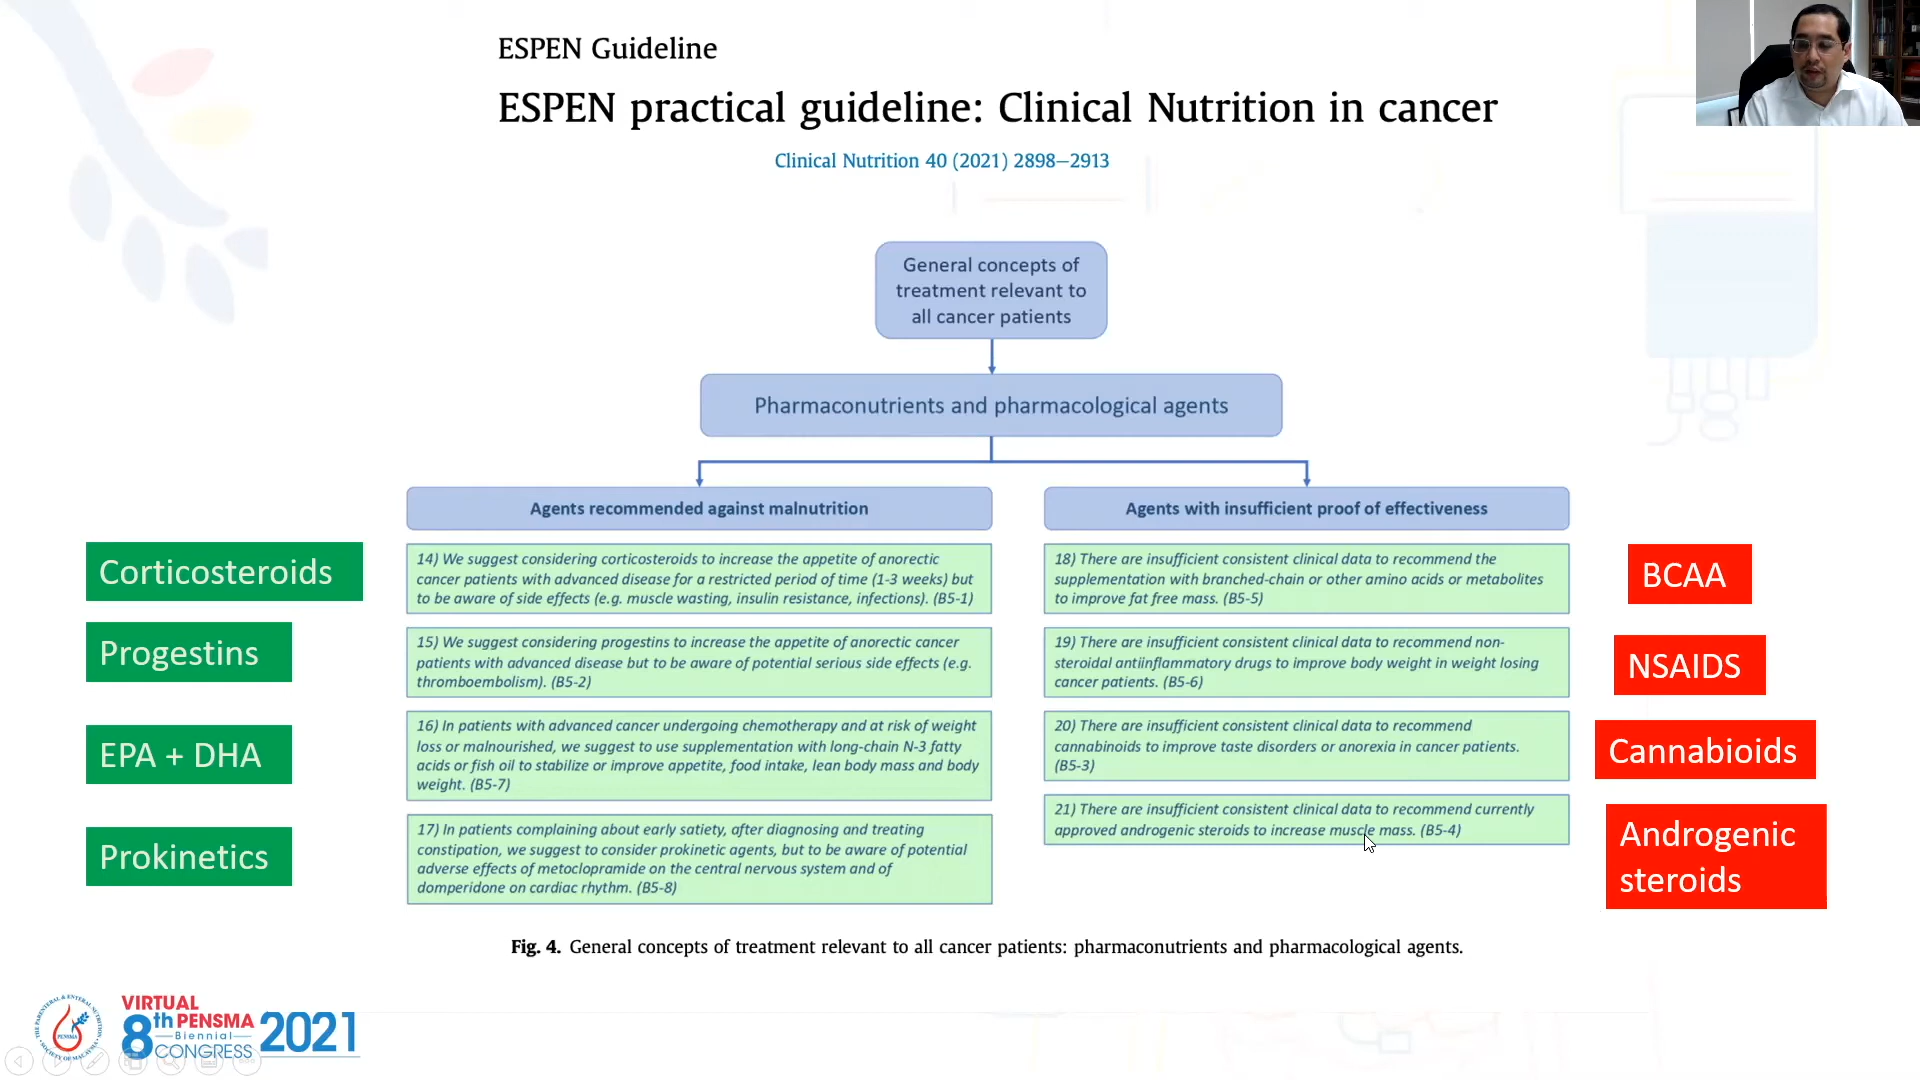 ESPEN Guideline
ESPEN practical guideline: Clinical Nutrition in cancer
Clinical Nutrition 40 (2021) 2898–2913
General concepts of
treatment relevant to
all cancer patients
Pharmaconutrients and pharmacological agents
Agents recommended against malnutrition
Corticosteroids
14) We suggest considering corticosteroids to increase the appetite of anorectic
cancer patients with advanced disease for a restricted period of time (1-3 weeks) but
to be aware of side effects (e.g. muscle wasting, insulin resistance, infections). (B5-1)
Progestins
15) We suggest considering progestins to increase the appetite of anorectic cancer
patients with advanced disease but to be aware of potential serious side effects (e.g.
thromboembolism). (B5-2)
EPA + DHA
16) In patients with advanced cancer undergoing chemotherapy and at risk of weight
loss or malnourished, we suggest to use supplementation with long-chain N-3 fatty
acids or fish oil to stabilize or improve appetite, food intake, lean body mass and body
weight. (B5-7)
Prokinetics
17) In patients complaining about early satiety, after diagnosing and treating
constipation, we suggest to consider prokinetic agents, but to be aware of potential
adverse effects of metoclopramide on the central nervous system and of
domperidone on cardiac rhythm. (B5-8)
Agents with insufficient proof of effectiveness
18) There are insufficient consistent clinical data to recommend the
supplementation with branched-chain or other amino acids or metabolites
to improve fat free mass. (B5-5)
BCAA
19) There are insufficient consistent clinical data to recommend non-
steroidal antiinflammatory drugs to improve body weight in weight losing
cancer patients. (B5-6)
NSAIDS
20) There are insufficient consistent clinical data to recommend
cannabinoids to improve taste disorders or anorexia in cancer patients.
(B5-3)
Cannabioids
21) There are insufficient consistent clinical data to recommend currently
approved androgenic steroids to increase muscle mass. (B5-4)
Androgenic
steroids
Fig. 4. General concepts of treatment relevant to all cancer patients: pharmaconutrients and pharmacological agents.
THE PARENTERAL & ENTERAL NUTRITION SOCIETY OF MALAYSIA
PENSMA
VIRTUAL
8th PENSMA
Biennial
CONGRESS
2021